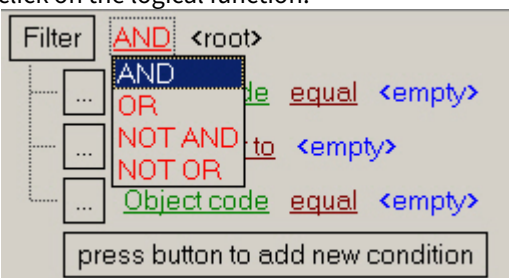 click on the logical function:
Filter AND <root>
AND
... de equal <empty>
OR
NOT AND
... to <empty>
NOT OR
... Object code equal <empty>
press button to add new condition